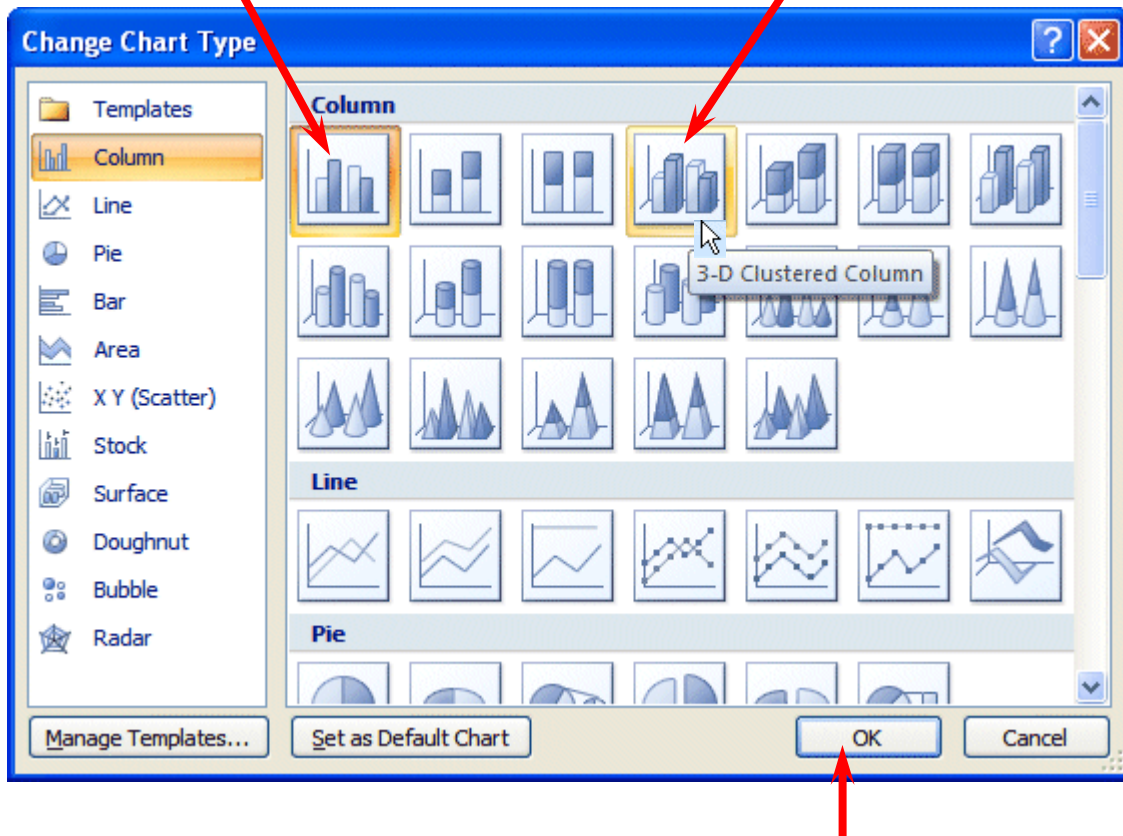 Change Chart Type
Templates
Column
Line
Pie
Bar
Area
X Y (Scatter)
Stock
Surface
Doughnut
Bubble
Radar
Column
3-D Clustered Column
Line
Pie
Manage Templates...
Set as Default Chart
OK
Cancel